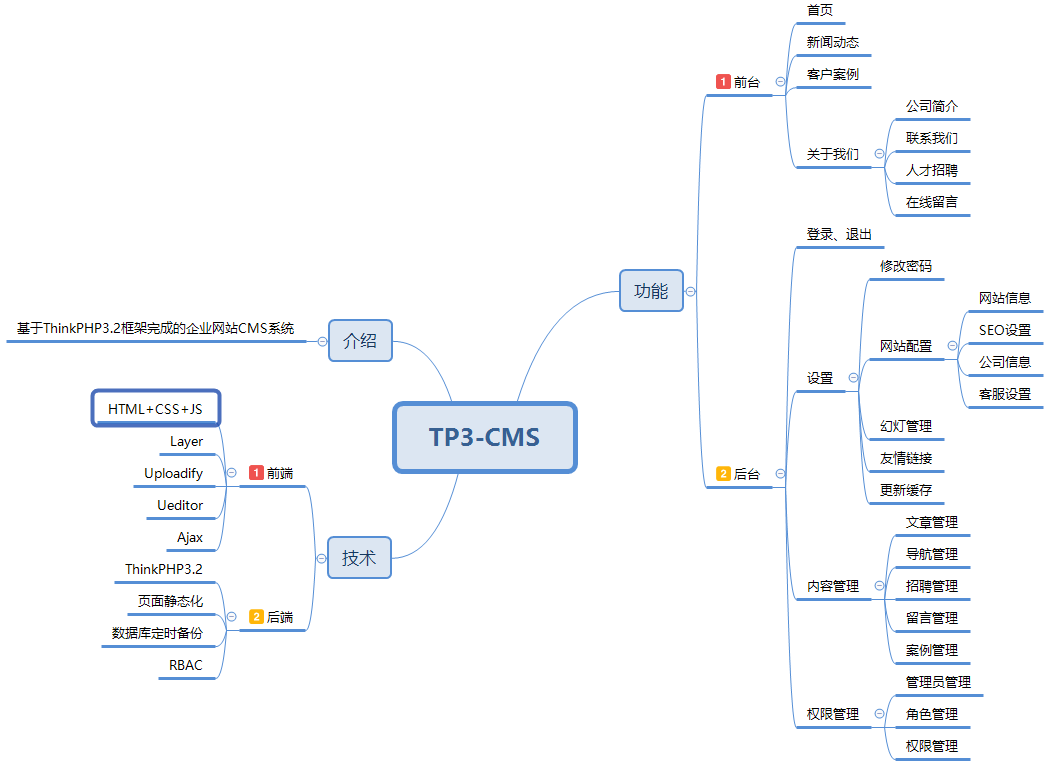 TP3-CMS
功能
1 前台
首页
新闻动态
客户案例
关于我们
公司简介
联系我们
人才招聘
在线留言
2 后台
登录、退出
设置
修改密码
网站配置
网站信息
SEO设置
公司信息
客服设置
幻灯管理
友情链接
更新缓存
内容管理
文章管理
导航管理
招聘管理
留言管理
案例管理
权限管理
管理员管理
角色管理
权限管理
介绍
基于ThinkPHP3.2框架完成的企业网站CMS系统
技术
1 前端
HTML+CSS+JS
Layer
Uploadify
Ueditor
Ajax
2 后端
ThinkPHP3.2
页面静态化
数据库定时备份
RBAC